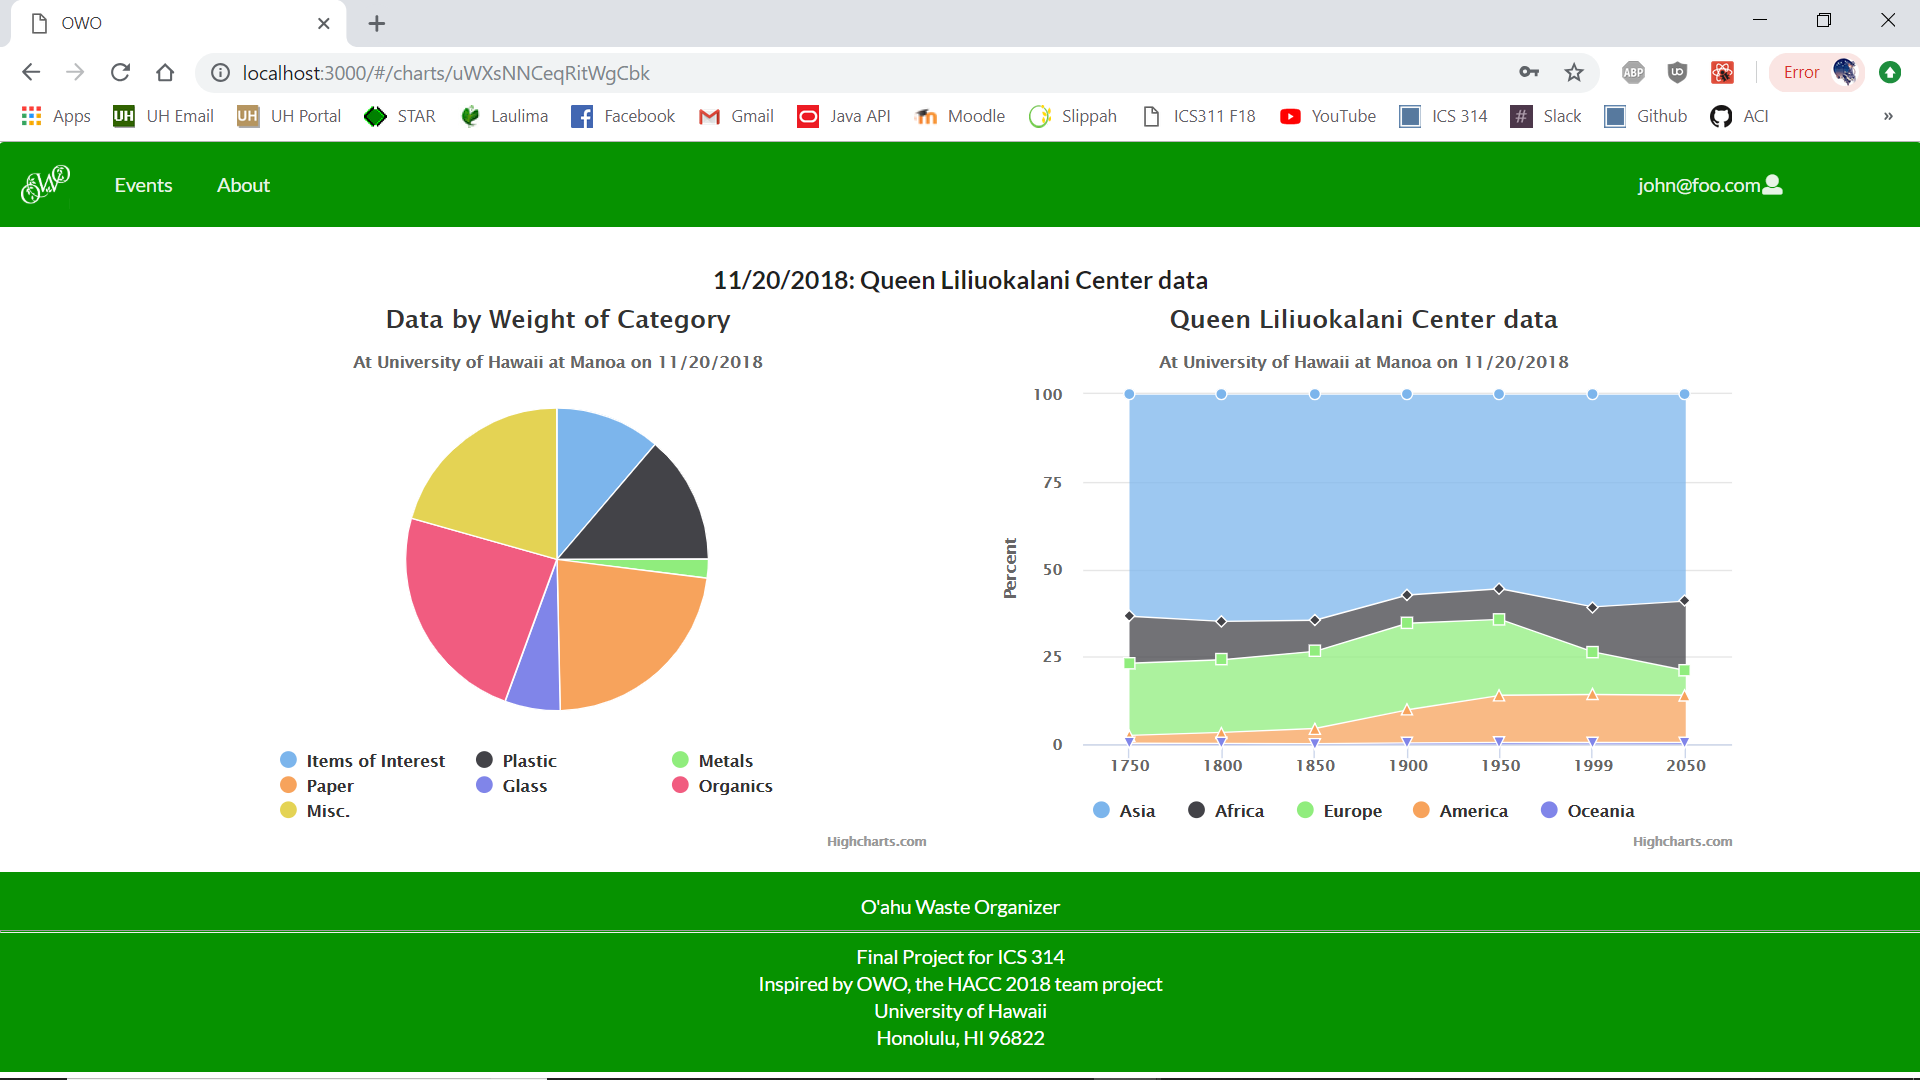 OWO
localhost:3000/#/charts/uWXsNNCeqRitWgCbk
ABP
UD
Error
Apps
UH UH Email
UH UH Portal
STAR
Laulima
Facebook
Gmail
Java API
Moodle
Slippah
ICS311 F18
YouTube
ICS 314
# Slack
Github
ACI
»
OWO
Events
About
john@foo.com
11/20/2018: Queen Liliuokalani Center data
Data by Weight of Category
At University of Hawaii at Manoa on 11/20/2018
Items of Interest
Plastic
Metals
Paper
Glass
Organics
Misc.
Highcharts.com
Queen Liliuokalani Center data
At University of Hawaii at Manoa on 11/20/2018
Percent
100
75
50
25
0
1750 1800 1850 1900 1950 1999 2050
Asia Africa Europe America Oceania
Highcharts.com
O'ahu Waste Organizer
Final Project for ICS 314
Inspired by OWO, the HACC 2018 team project
University of Hawaii
Honolulu, HI 96822